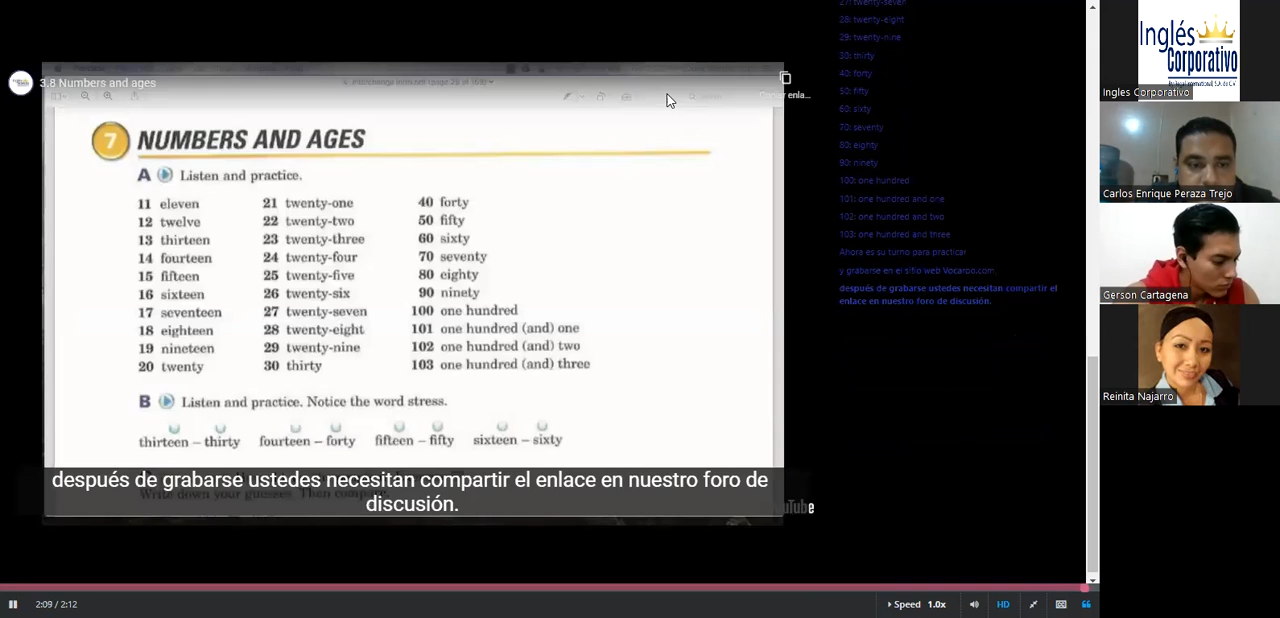 3.8 Numbers and ages
7 NUMBERS AND AGES
A Listen and practice.
11 eleven
12 twelve
13 thirteen
14 fourteen
15 fifteen
16 sixteen
17 seventeen
18 eighteen
19 nineteen
20 twenty
21 twenty-one
22 twenty-two
23 twenty-three
24 twenty-four
25 twenty-five
26 twenty-six
27 twenty-seven
28 twenty-eight
29 twenty-nine
30 thirty
40 forty
50 fifty
60 sixty
70 seventy
80 eighty
90 ninety
100 one hundred
101 one hundred (and) one
102 one hundred (and) two
103 one hundred (and) three
B Listen and practice. Notice the word stress.
thirteen – thirty fourteen – forty fifteen – fifty sixteen – sixty
Write down your guesses. Then compare.
después de grabarse ustedes necesitan compartir el enlace en nuestro foro de
discusión.
2:09 / 2:12
Speed 1.0x
HD
27: twenty-seven
28: twenty-eight
29: twenty-nine
30: thirty
40: forty
50: fifty
60: sixty
70: seventy
80: eighty
90: ninety
100: one hundred
101: one hundred and one
102: one hundred and two
103: one hundred and three
Ahora es su turno para practicar
y grabarse en el sitio web Vocaroo.com,
después de grabarse ustedes necesitan compartir el
enlace en nuestro foro de discusión.
Inglés
Corporativo
Ingles Corporativo
Carlos Enrique Peraza Trejo
Gerson Cartagena
Reinita Najarro